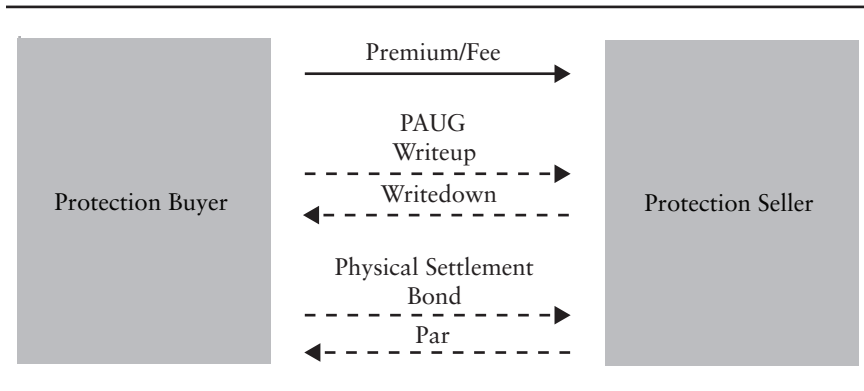 Premium/Fee
PAUG
Writeup
Protection Buyer
Writedown
Protection Seller
Physical Settlement
Bond
Par